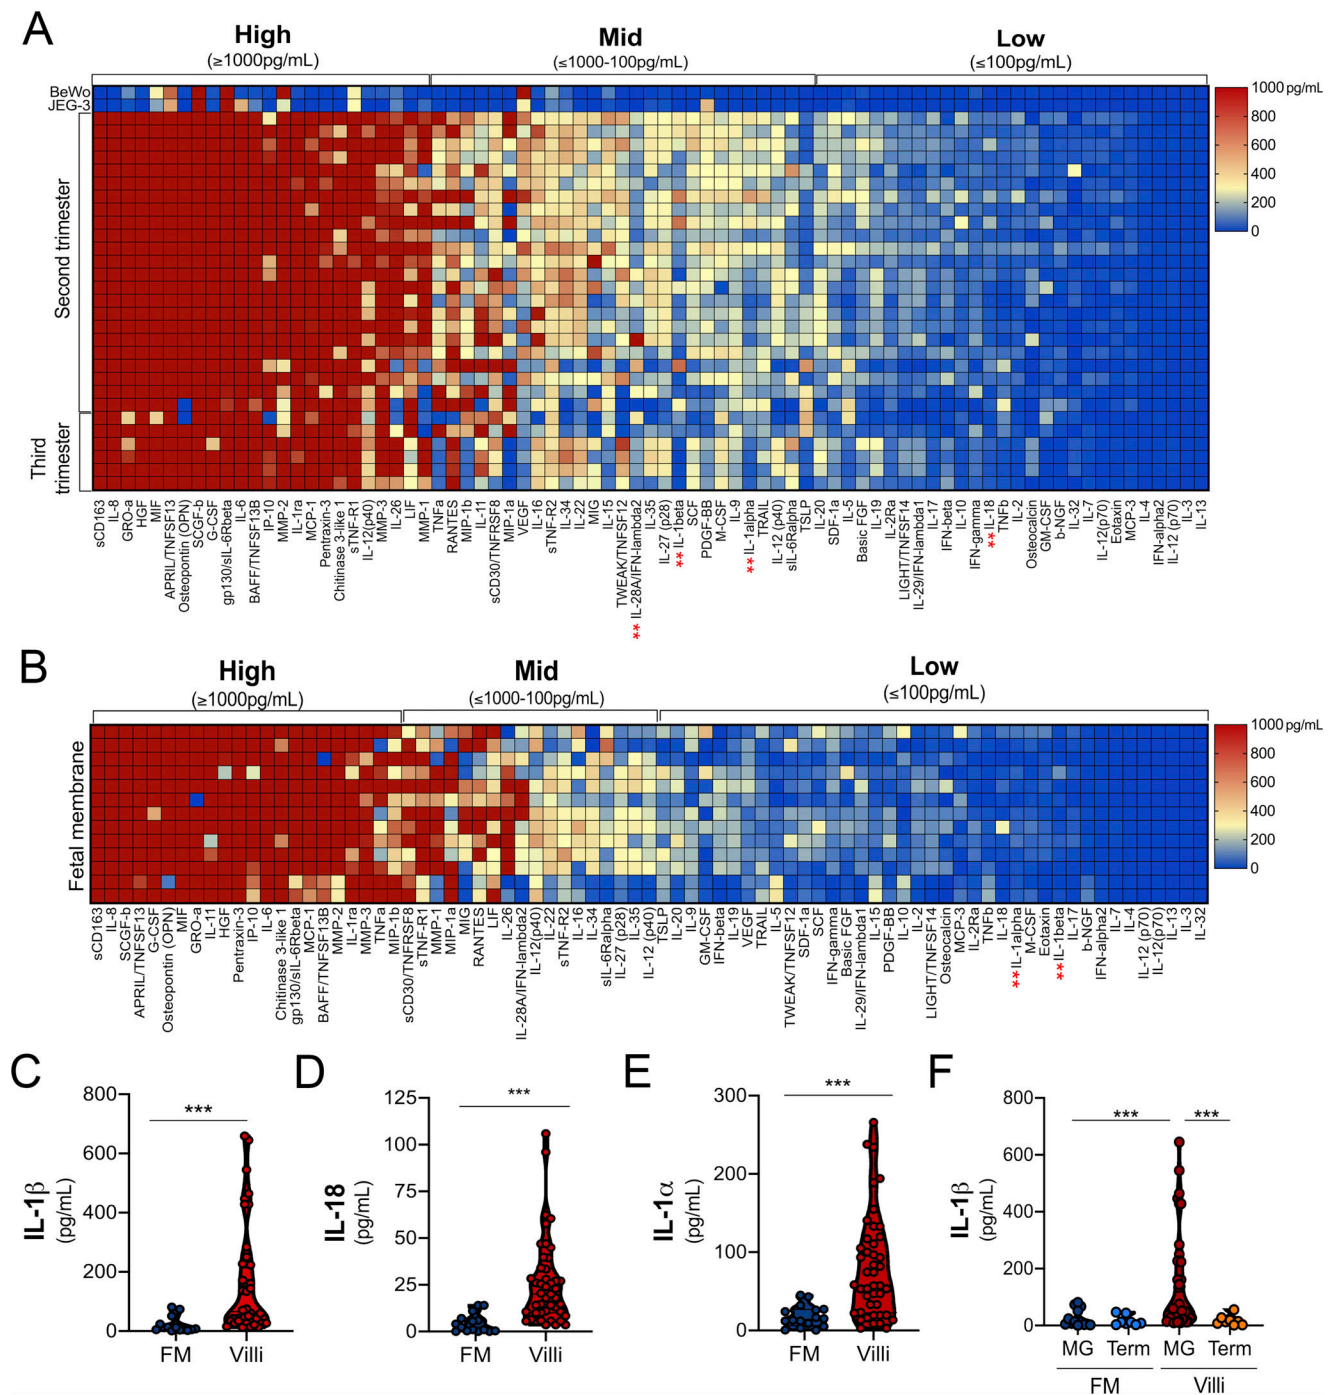 A
High
(≥1000pg/mL)
Mid
(≤1000-100pg/mL)
Low
(≤100pg/mL)
BeWo
JEG-3
Second trimester
Third
trimester
1000 pg/mL
800
600
400
200
0
sCD163
IL-8
GRO-a
HGF
MIF
APRIL/TNFSF13
Osteopontin (OPN)
SCGF-b
G-CSF
gp130/sIL-6Rbeta
IL-6
BAFF/TNFSF13B
IP-10
MMP-2
IL-1ra
MCP-1
Pentraxin-3
Chitinase 3-like 1
sTNF-R1
IL-12(p40)
MMP-3
IL-26
LIF
MMP-1
TNFa
RANTES
MIP-1b
IL-11
sCD30/TNFRSF8
MIP-1a
VEGF
IL-16
sTNF-R2
IL-34
IL-22
MIG
IL-15
TWEAK/TNFSF12
** IL-28A/IFN-lambda2
IL-35
IL-27 (p28)
** IL-1beta
SCF
PDGF-BB
M-CSF
IL-9
** IL-1alpha
TRAIL
IL-12 (p40)
sIL-6Ralpha
TSLP
IL-20
SDF-1a
IL-5
Basic FGF
IL-19
IL-2Ra
LIGHT/TNFSF14
IL-29/IFN-lambda1
IL-17
IFN-beta
IL-10
IFN-gamma
** IL-18
TNFb
IL-2
Osteocalcin
GM-CSF
b-NGF
IL-32
IL-7
IL-12(p70)
Eotaxin
MCP-3
IL-4
IFN-alpha2
IL-12 (p70)
IL-3
IL-13
B
High
(≥1000pg/mL)
Mid
(≤1000-100pg/mL)
Low
(≤100pg/mL)
Fetal membrane
1000 pg/mL
800
600
400
200
0
sCD163
IL-8
SCGF-b
APRIL/TNFSF13
G-CSF
Osteopontin (OPN)
MIF
GRO-a
IL-11
HGF
Pentraxin-3
IP-10
IL-6
Chitinase 3-like 1
gp130/sIL-6Rbeta
MCP-1
BAFF/TNFSF13B
MMP-2
IL-1ra
MMP-3
TNFa
MIP-1b
sCD30/TNFRSF8
sTNF-R1
MMP-1
MIP-1a
MIG
RANTES
LIF
IL-26
IL-28A/IFN-lambda2
IL-12(p40)
IL-22
sTNF-R2
IL-16
IL-34
sIL-6Ralpha
IL-27 (p28)
IL-35
IL-12 (p40)
TSLP
IL-20
IL-9
GM-CSF
IFN-beta
IL-19
VEGF
TRAIL
IL-5
TWEAK/TNFSF12
SDF-1a
SCF
IFN-gamma
Basic FGF
IL-29/IFN-lambda1
IL-15
PDGF-BB
IL-10
IL-2
LIGHT/TNFSF14
Osteocalcin
MCP-3
IL-2Ra
TNFb
IL-18
** IL-1alpha
M-CSF
Eotaxin
** IL-1beta
IL-17
b-NGF
IFN-alpha2
IL-7
IL-4
IL-12 (p70)
IL-12(p70)
IL-13
IL-3
IL-32
C
IL-1β
(pg/mL)
800
600
400
200
0
***
FM
Villi
D
IL-18
(pg/mL)
125
100
75
50
25
0
***
FM
Villi
E
IL-1α
(pg/mL)
300
200
100
0
***
FM
Villi
F
IL-1β
(pg/mL)
800
600
400
200
0
***
***
MG
Term
MG
Term
FM
Villi